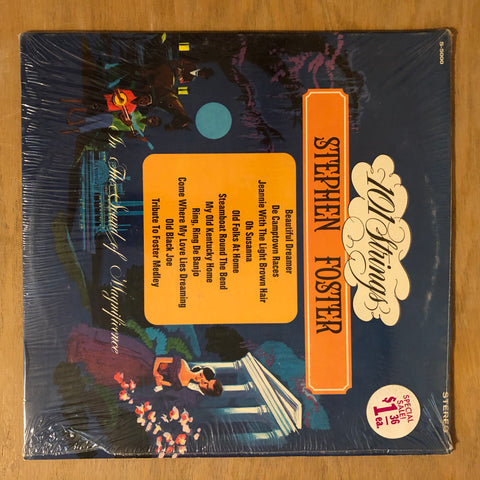 S-5000
101 Strings
STEPHEN FOSTER
Beautiful Dreamer
De Camptown Races
Jeannie With The Light Brown Hair
Oh Susanna
Old Folks At Home
Steamboat Round The Bend
My Old Kentucky Home
Ring, Ring De Banjo
Come Where My Love Lies Dreaming
Old Black Joe
Tribute To Foster Medley
In The Sound of Magnificence
STEREO
SPECIAL
SALE!
$1.36
ea.